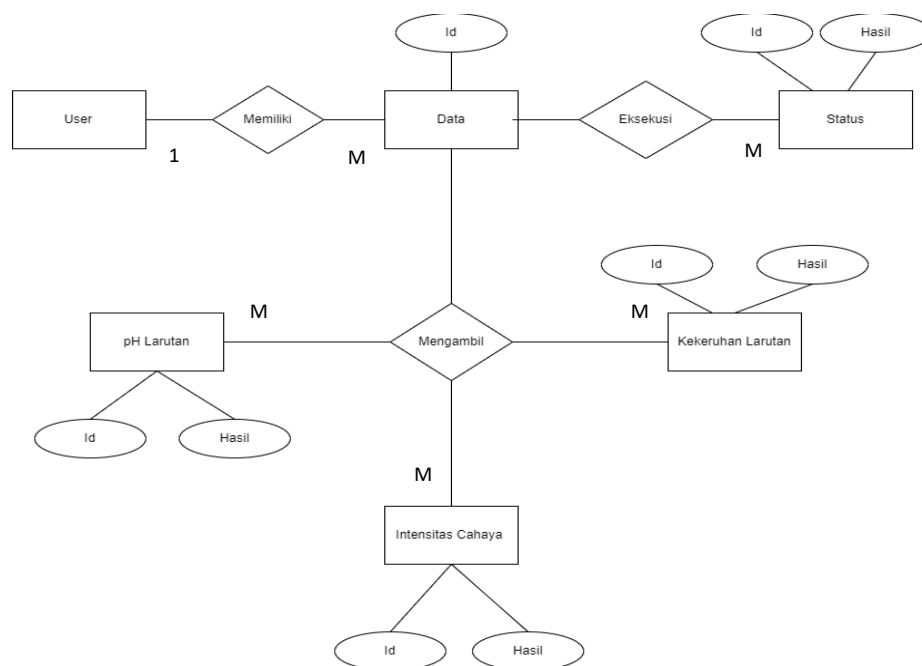 Id
Id
Hasil
User
Memiliki
Data
Eksekusi
Status
1
M
M
Id
Hasil
M
M
pH Larutan
Mengambil
Kekeruhan Larutan
Id
Hasil
M
Intensitas Cahaya
Id
Hasil